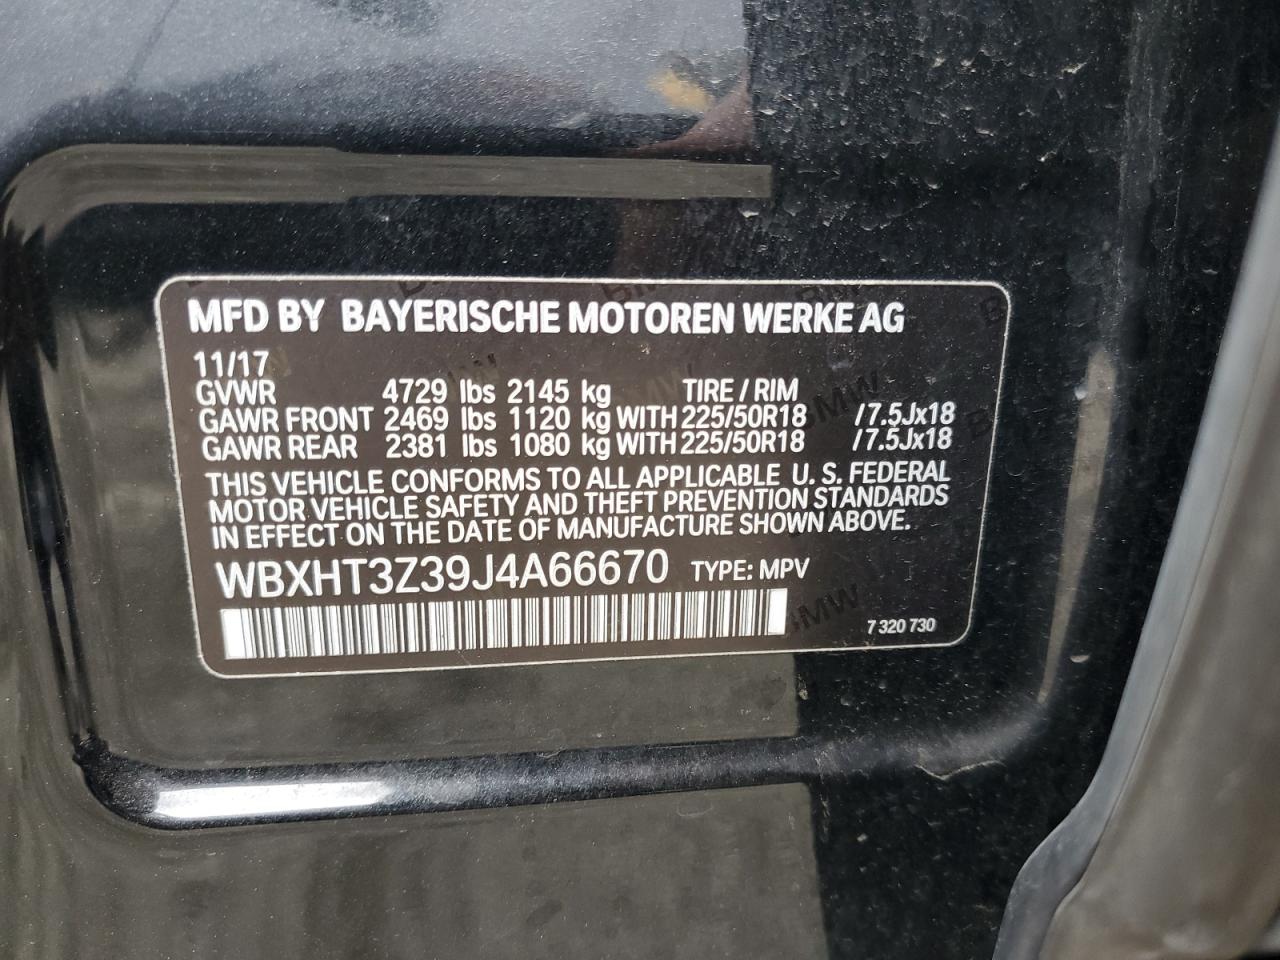 MFD BY BAYERISCHE MOTOREN WERKE AG
11/17
GVWR 4729 lbs 2145 kg TIRE / RIM
GAWR FRONT 2469 lbs 1120 kg WITH 225/50R18 /7.5Jx18
GAWR REAR 2381 lbs 1080 kg WITH 225/50R18 /7.5Jx18
THIS VEHICLE CONFORMS TO ALL APPLICABLE U. S. FEDERAL
MOTOR VEHICLE SAFETY AND THEFT PREVENTION STANDARDS
IN EFFECT ON THE DATE OF MANUFACTURE SHOWN ABOVE.
WBXHT3Z39J4A66670 TYPE: MPV
7 320 730